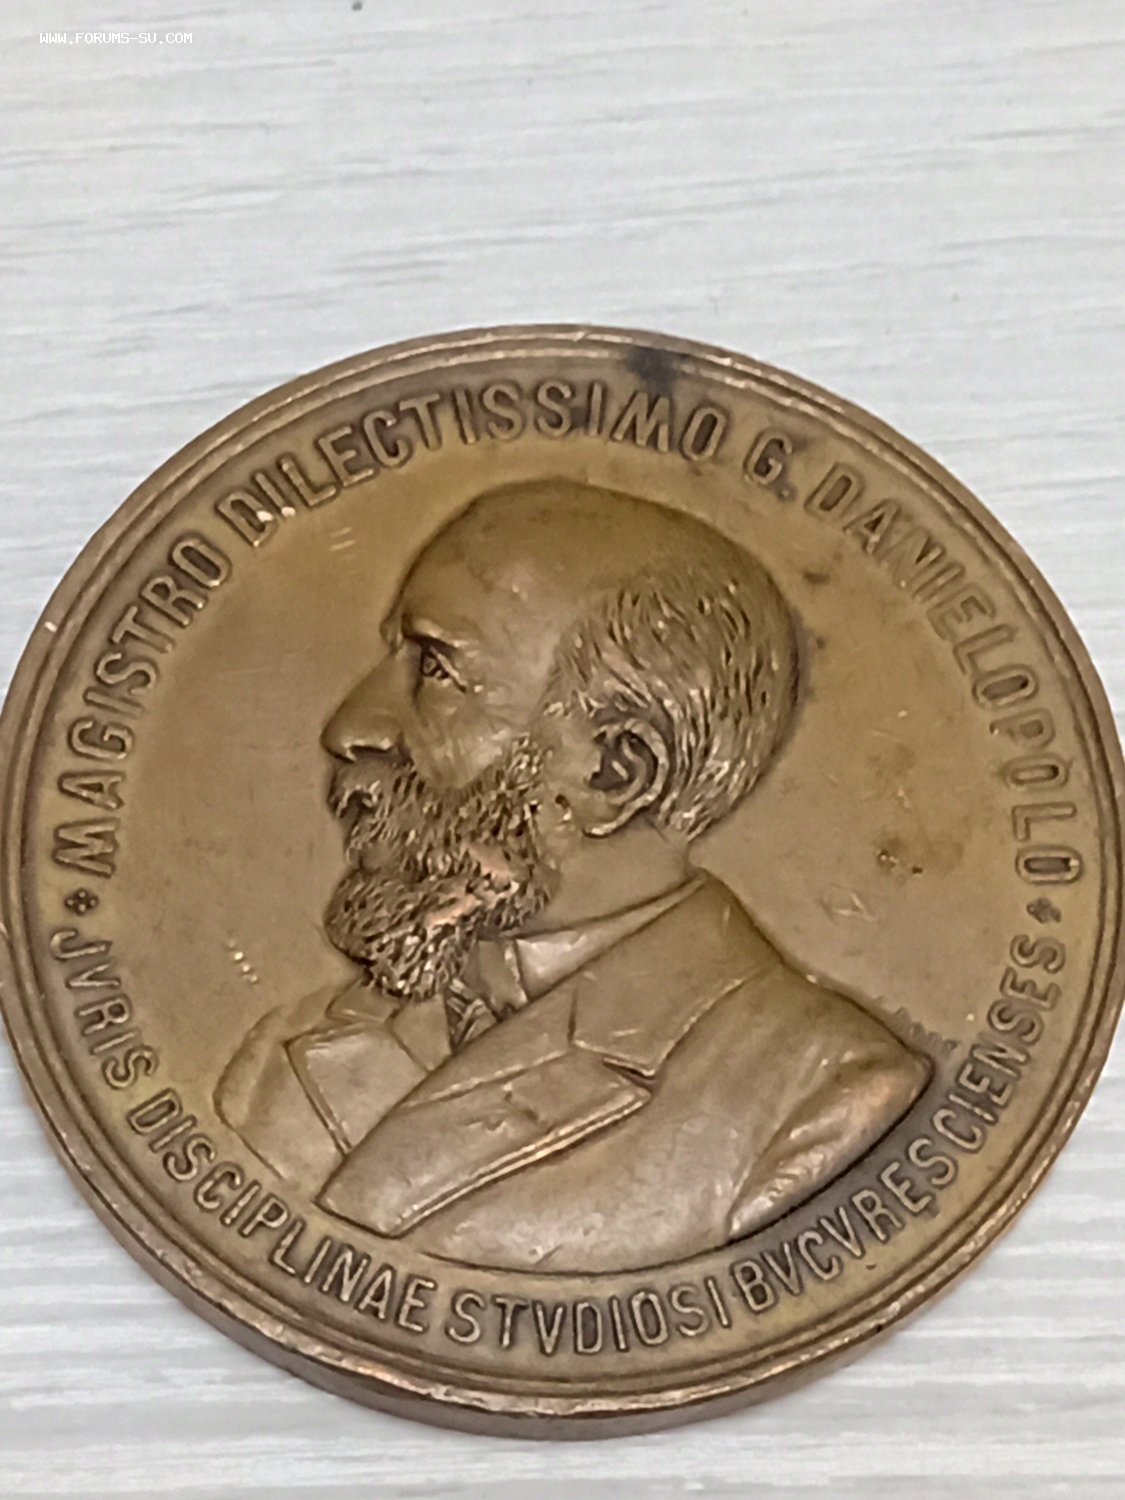 WWW.FORUMS-SU.COM
MAGISTRO DILECTISSIMO G. DANIELOPOLO
JVRIS DISCIPLINAE STVDIOSI BVCVRESCIENSES